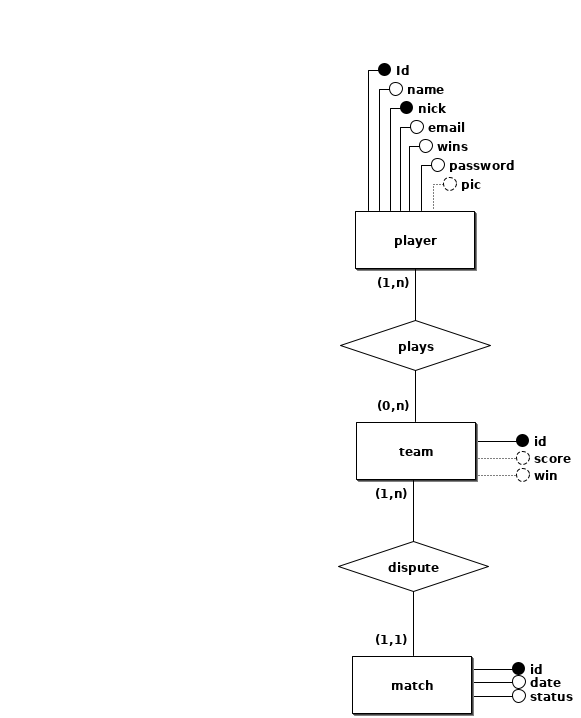 Id
name
nick
email
wins
password
pic
player
(1,n)
plays
(0,n)
team
id
score
win
(1,n)
dispute
(1,1)
match
id
date
status